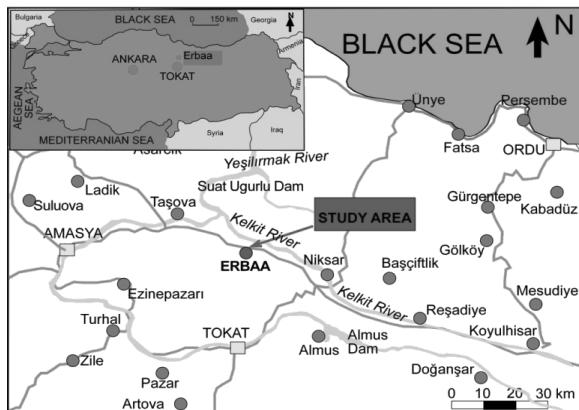 Bulgaria
BLACK SEA
0 150 km
Georgia
N
Armenia
Iran
Erbaa
ANKARA
TOKAT
AEGEAN
SEA
MEDITERRANIAN SEA
Syria
Iraq
BLACK SEA
N
Ünye
Perşembe
Fatsa
ORDU
Yeşilırmak River
Ladik
Suat Ugurlu Dam
Suluova
Taşova
STUDY AREA
Gürgentepe
Kabadüz
AMASYA
Kelkit River
ERBAA
Niksar
Gölköy
Başçiftlik
Ezinepazarı
Kelkit River
Mesudiye
Reşadiye
Turhal
TOKAT
Koyulhisar
Almus
Almus
Dam
Zile
Pazar
Doğanşar
Artova
0 10 20 30 km